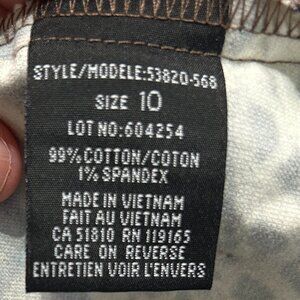 STYLE/MODELE:53820-568
SIZE 10
LOT NO:604254
99% COTTON/COTON
1% SPANDEX
MADE IN VIETNAM
FAIT AU VIETNAM
CA 51810 RN 119165
CARE ON REVERSE
ENTRETIEN VOIR L'ENVERS